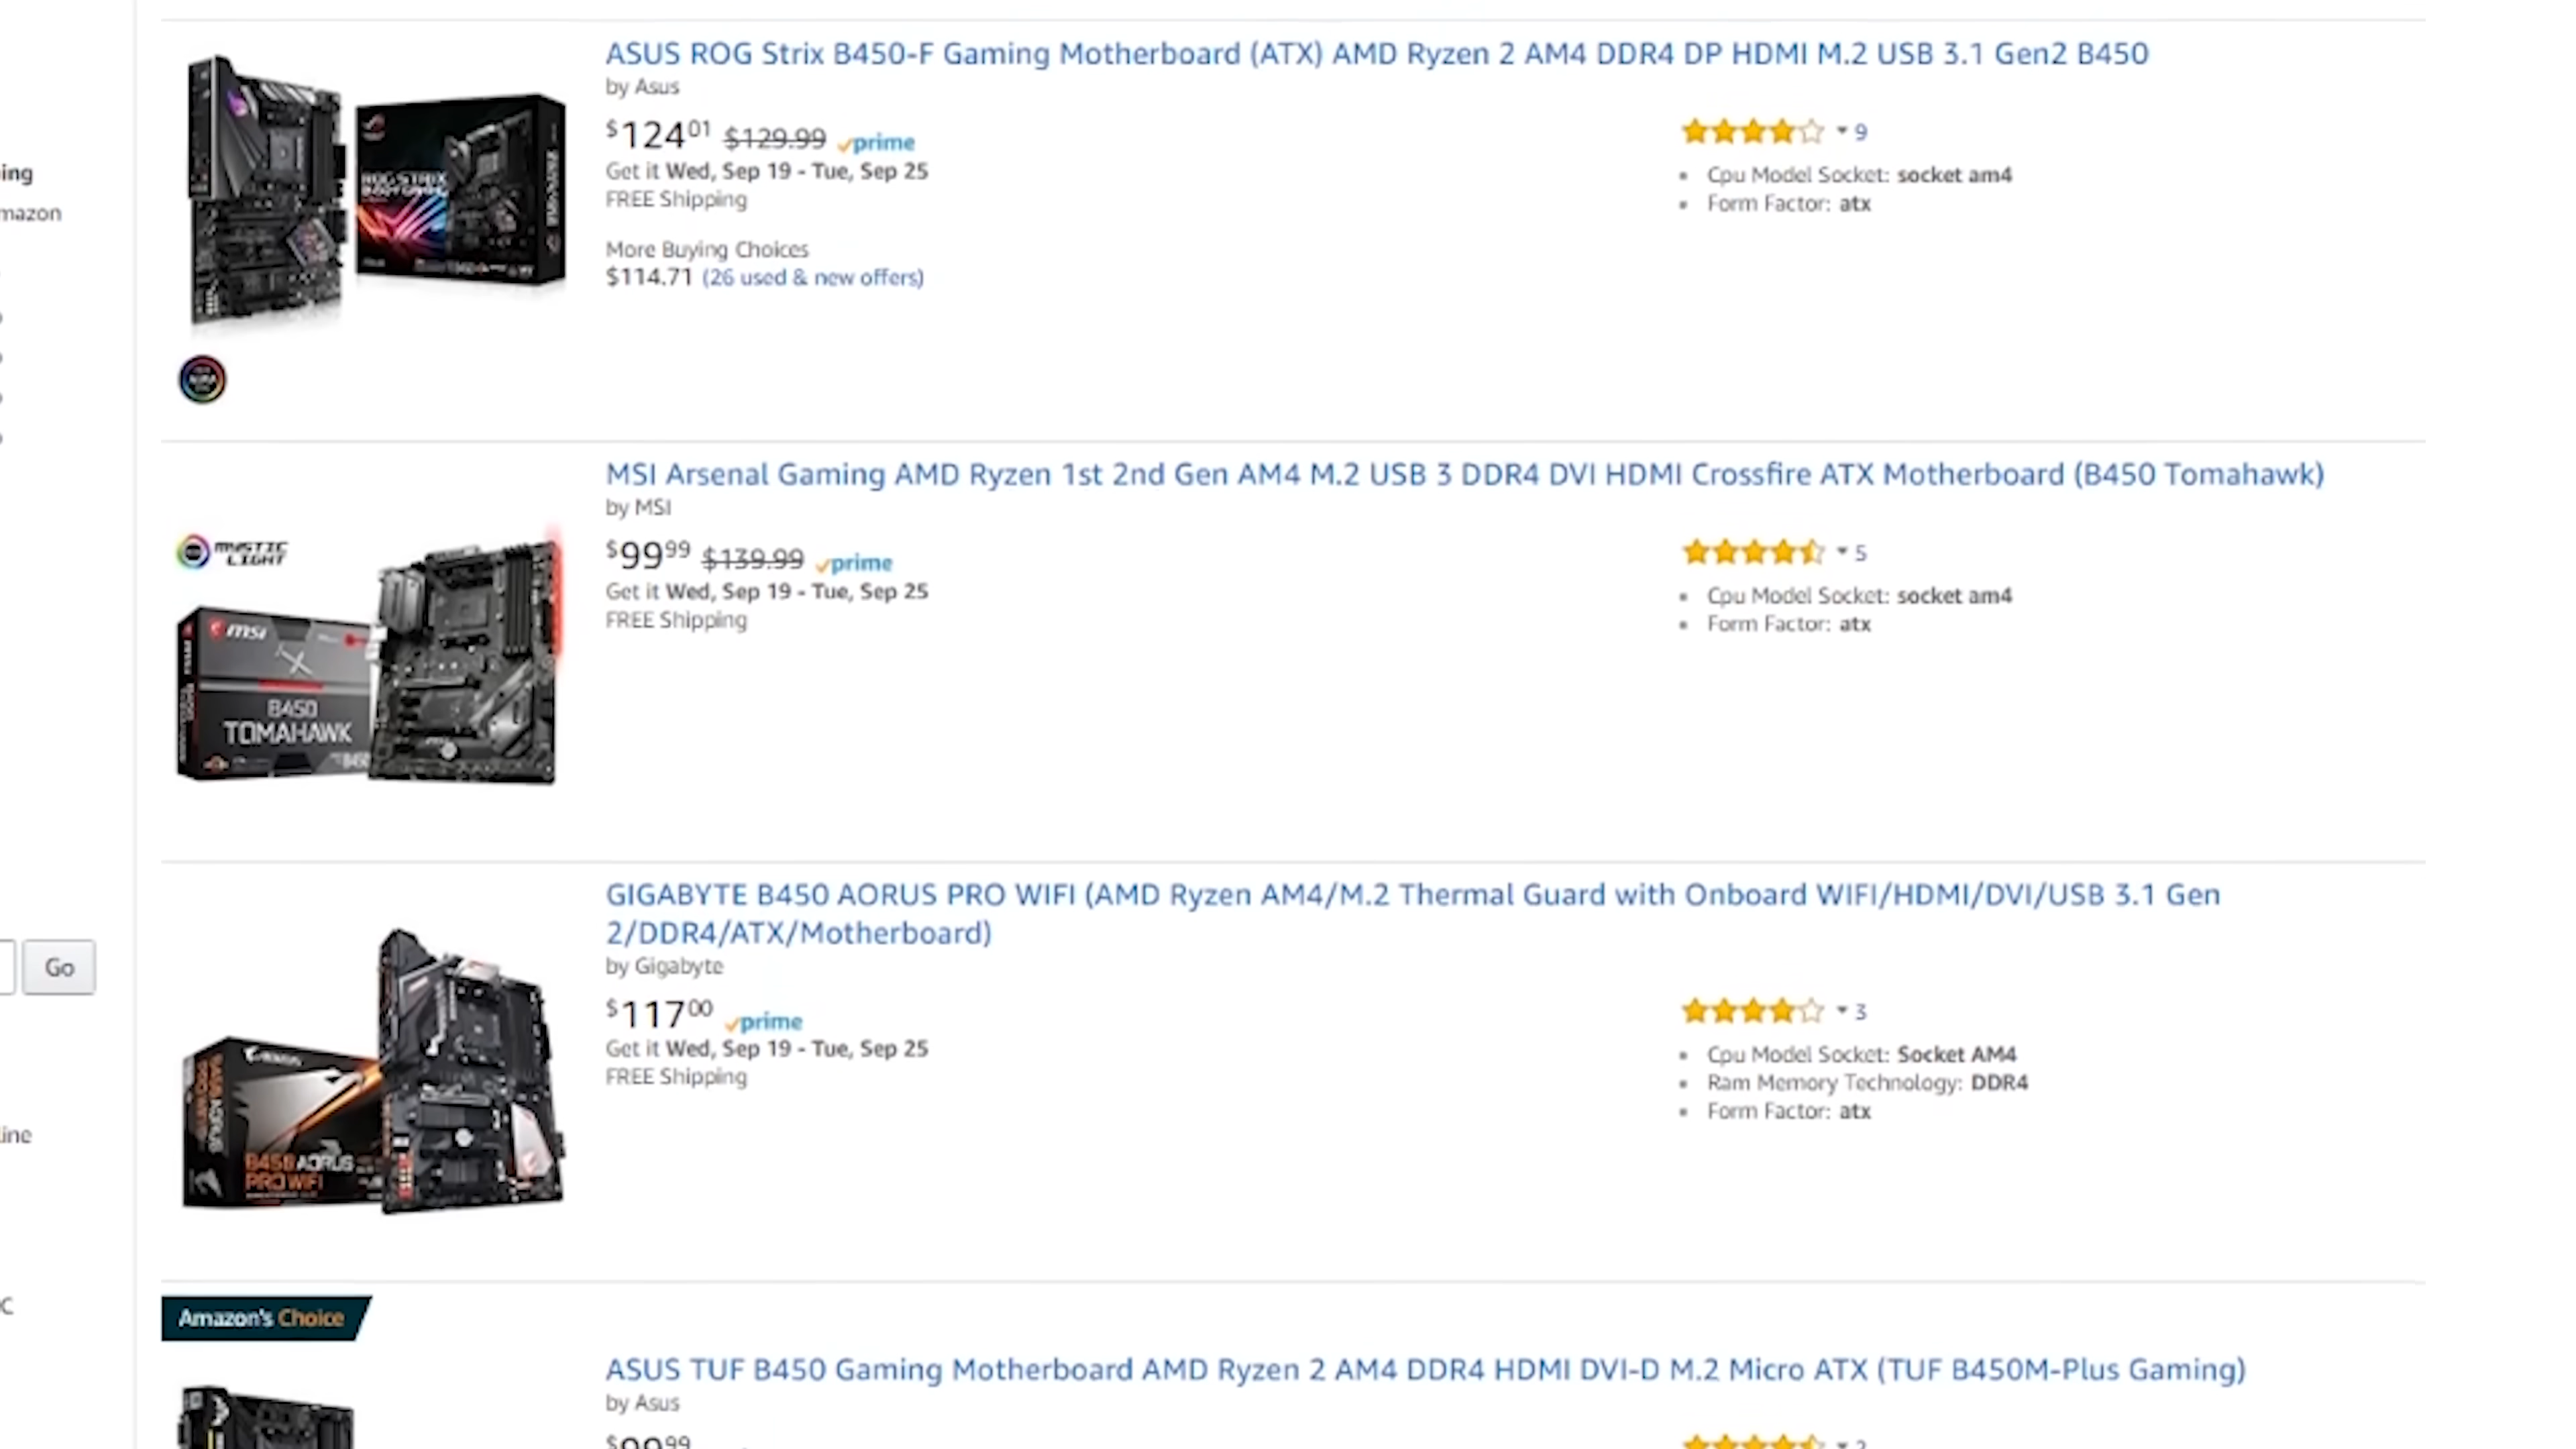 ASUS ROG Strix B450-F Gaming Motherboard (ATX) AMD Ryzen 2 AM4 DDR4 DP HDMI M.2 USB 3.1 Gen2 B450
by Asus
$124.01 $129.99 prime
9
Get it Wed, Sep 19 - Tue, Sep 25
FREE Shipping
Cpu Model Socket: socket am4
Form Factor: atx
More Buying Choices
$114.71 (26 used & new offers)
ing
mazon
MSI Arsenal Gaming AMD Ryzen 1st 2nd Gen AM4 M.2 USB 3 DDR4 DVI HDMI Crossfire ATX Motherboard (B450 Tomahawk)
by MSI
$99.99 $139.99 prime
5
Get it Wed, Sep 19 - Tue, Sep 25
FREE Shipping
Cpu Model Socket: socket am4
Form Factor: atx
MYSTIC
LIGHT
msi
B450
TOMAHAWK
GIGABYTE B450 AORUS PRO WIFI (AMD Ryzen AM4/M.2 Thermal Guard with Onboard WIFI/HDMI/DVI/USB 3.1 Gen
2/DDR4/ATX/Motherboard)
by Gigabyte
$117.00 prime
3
Get it Wed, Sep 19 - Tue, Sep 25
FREE Shipping
Cpu Model Socket: Socket AM4
Ram Memory Technology: DDR4
Form Factor: atx
Go
B450 AORUS
PRO WIFI
Amazon's Choice
ASUS TUF B450 Gaming Motherboard AMD Ryzen 2 AM4 DDR4 HDMI DVI-D M.2 Micro ATX (TUF B450M-Plus Gaming)
by Asus